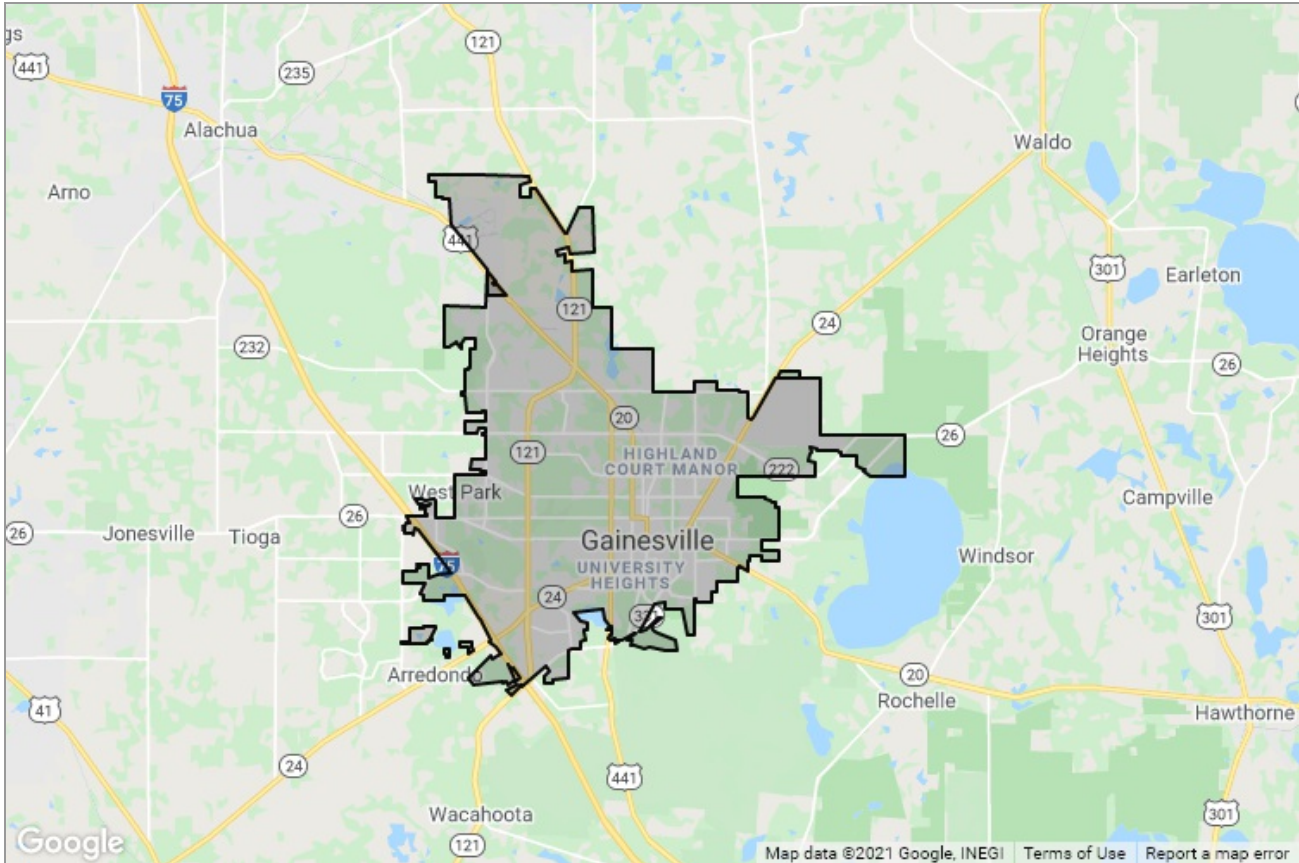 gs
441
121
235
75
Alachua
Waldo
Arno
441
301
Earleton
121
24
Orange
Heights
232
26
20
26
HIGHLAND
COURT MANOR
121
222
West Park
Campville
26
26
Jonesville
Tioga
Gainesville
Windsor
75
UNIVERSITY
HEIGHTS
24
331
301
Arredondo
20
Rochelle
41
Hawthorne
24
441
Wacahoota
121
301
Google
Map data ©2021 Google, INEGI
Terms of Use
Report a map error